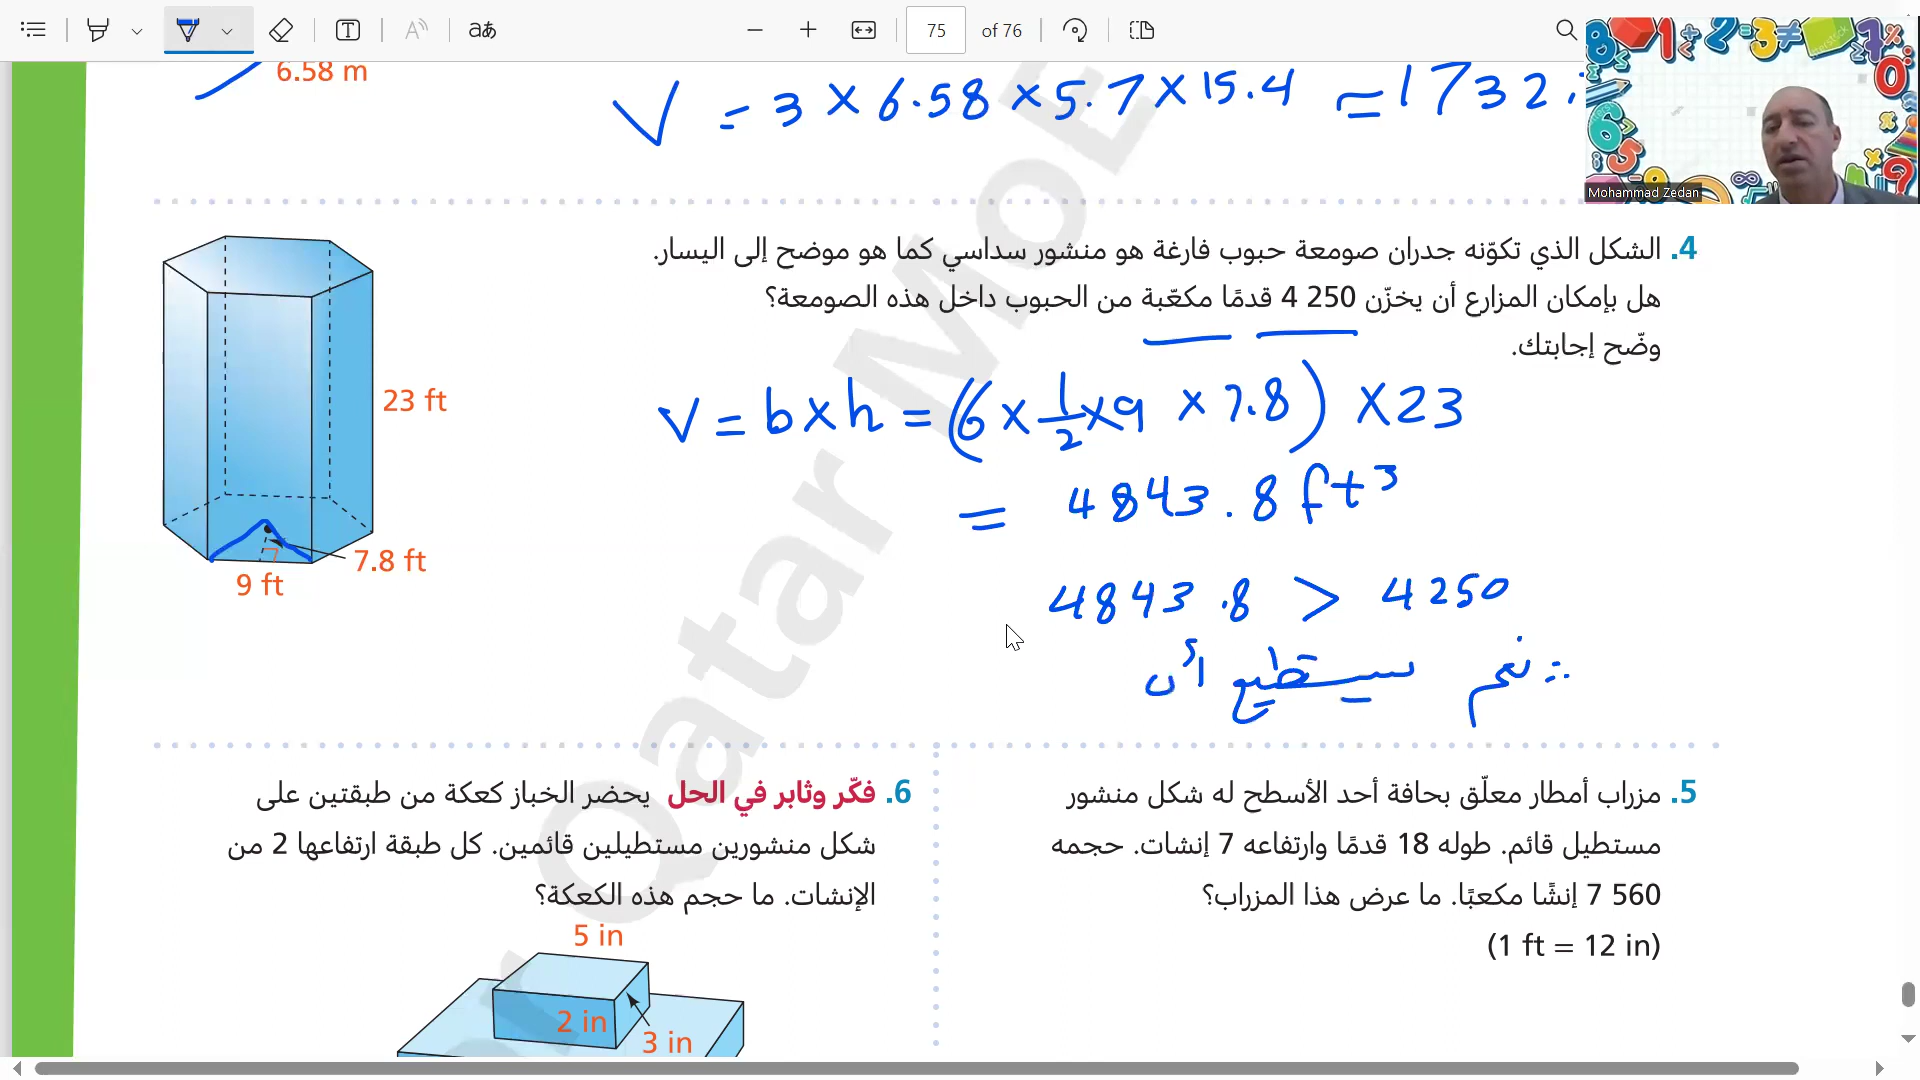 75 of 76
Mohammad Zedan
6.58 m
V = 3 × 6.58 × 5.7 × 15.4 ≃ 1732
4. الشكل الذي تكوّنه جدران صومعة حبوب فارغة هو منشور سداسي كما هو موضح إلى اليسار.
هل بإمكان المزارع أن يخزّن 250 4 قدمًا مكعّبة من الحبوب داخل هذه الصومعة؟
وضّح إجابتك.
23 ft
7.8 ft
9 ft
V = b × h = (6 × 1/2 × 9 × 7.8) × 23
= 4843.8 ft³
4843.8 > 4250
∴ نعم سيستطيع أن
5. مزراب أمطار معلّق بحافة أحد الأسطح له شكل منشور
مستطيل قائم. طوله 18 قدمًا وارتفاعه 7 إنشات. حجمه
560 7 إنشًا مكعبًا. ما عرض هذا المزراب؟
(1 ft = 12 in)
6. فكّر وثابر في الحل يحضر الخباز كعكة من طبقتين على
شكل منشورين مستطيلين قائمين. كل طبقة ارتفاعها 2 من
الإنشات. ما حجم هذه الكعكة؟
5 in
2 in
3 in
Qatar MoE